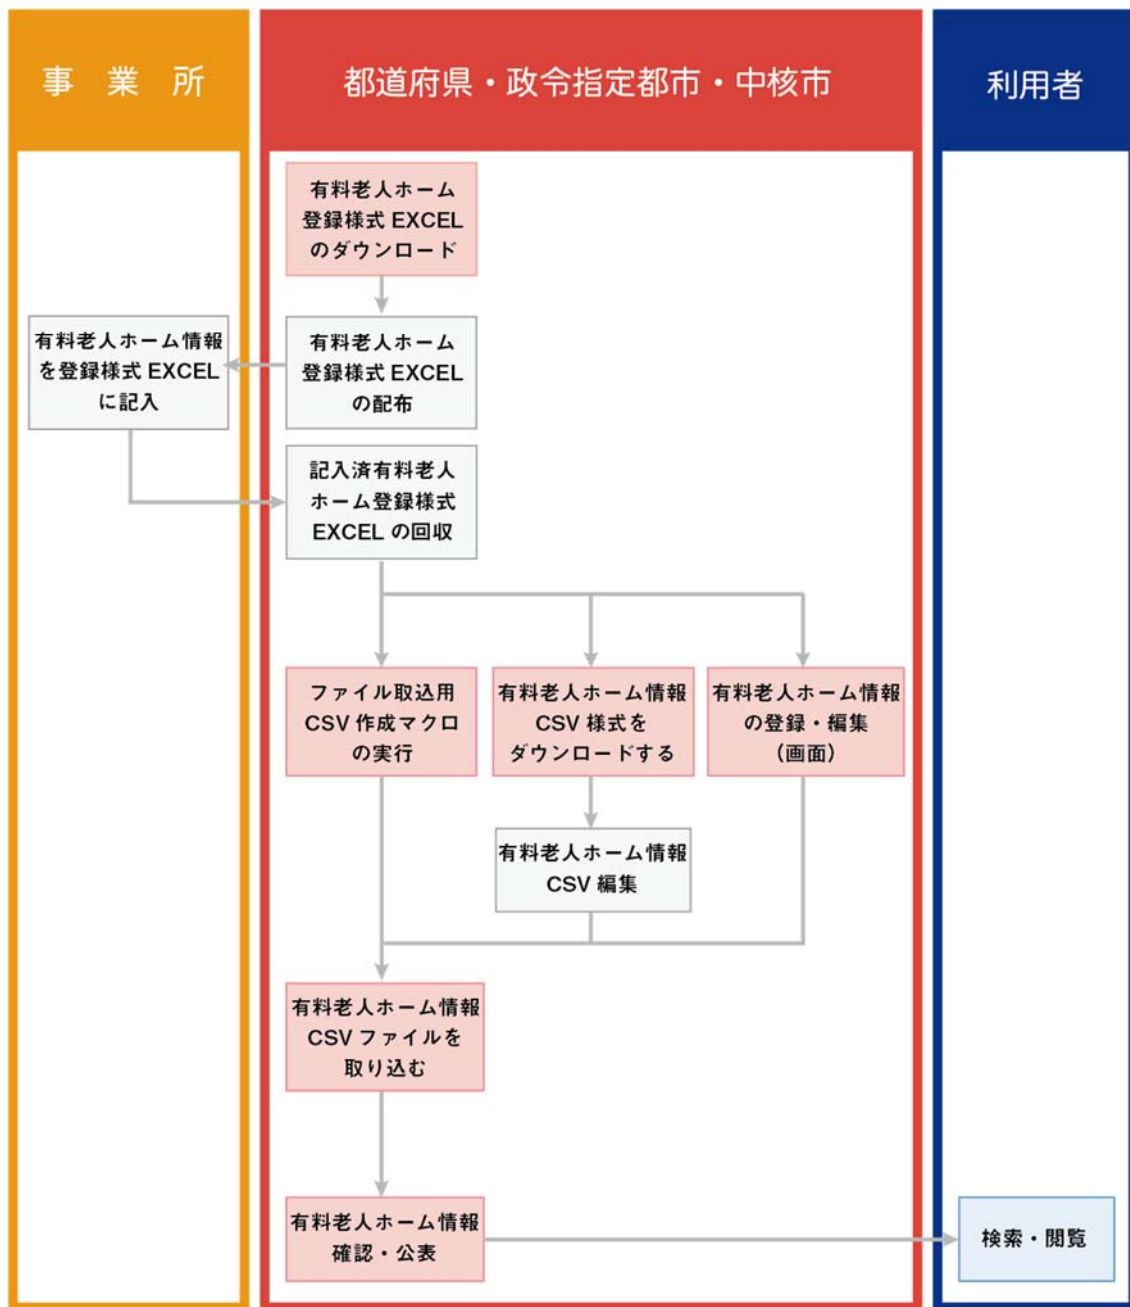 事 業 所
都道府県・政令指定都市・中核市
利用者
有料老人ホーム
登録様式 EXCEL
のダウンロード
有料老人ホーム情報
を登録様式 EXCEL
に記入
有料老人ホーム
登録様式 EXCEL
の配布
記入済有料老人
ホーム登録様式
EXCEL の回収
ファイル取込用
CSV 作成マクロ
の実行
有料老人ホーム情報
CSV 様式を
ダウンロードする
有料老人ホーム情報
の登録・編集
(画面)
有料老人ホーム情報
CSV 編集
有料老人ホーム情報
CSV ファイルを
取り込む
有料老人ホーム情報
確認・公表
検索・閲覧